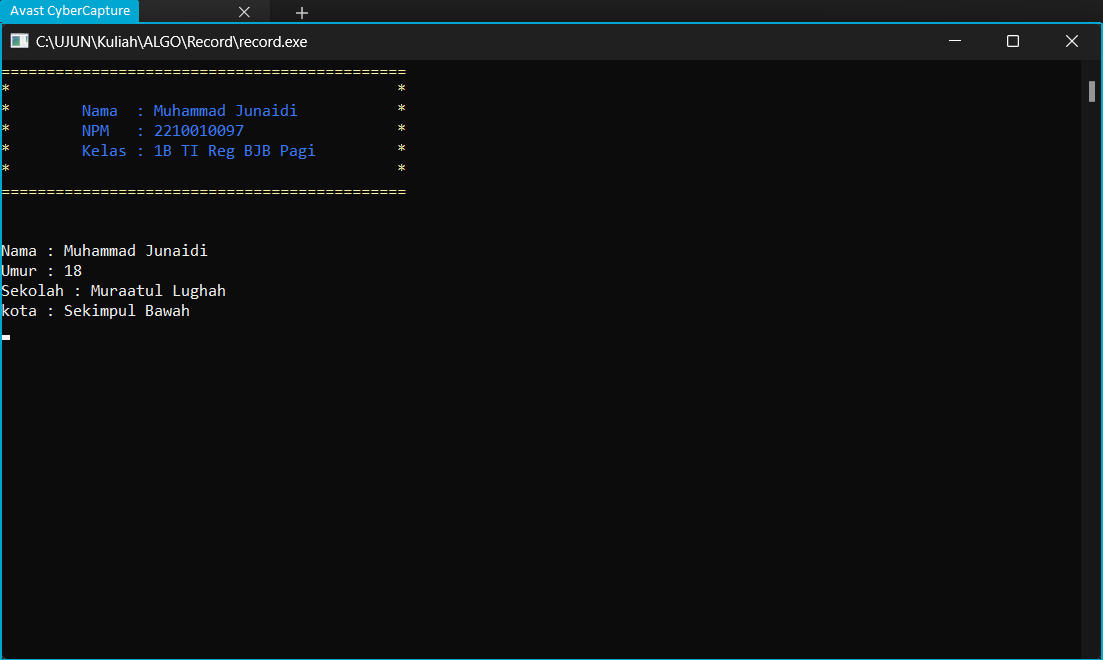 Avast CyberCapture
C:\UJUN\Kuliah\ALGO\Record\record.exe
=============================================
*                                           *
*        Nama  : Muhammad Junaidi           *
*        NPM   : 2210010097                 *
*        Kelas : 1B TI Reg BJB Pagi         *
*                                           *
=============================================
Nama : Muhammad Junaidi
Umur : 18
Sekolah : Muraatul Lughah
kota : Sekimpul Bawah